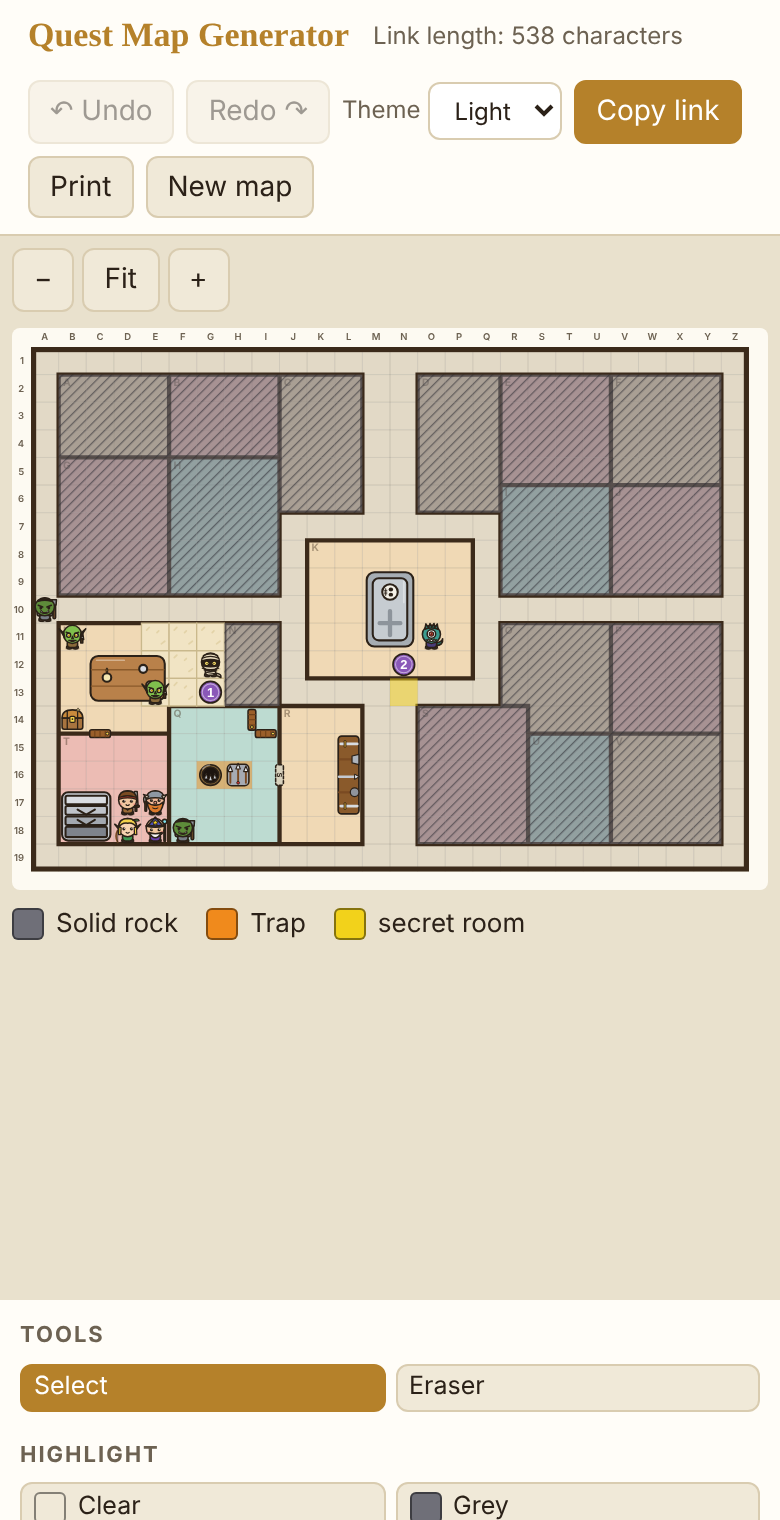 Quest Map Generator Link length: 538 characters
↶ Undo Redo ↷ Theme Light Copy link
Print New map
− Fit +
A B C D E F G H I J K L M N O P Q R S T U V W X Y Z
1
2
3
4
5
6
7
8
K
9
10
11
12
2
13
1
14
Q R
15
T
16
S
17
18
19
Solid rock Trap secret room
TOOLS
Select Eraser
HIGHLIGHT
Clear Grey